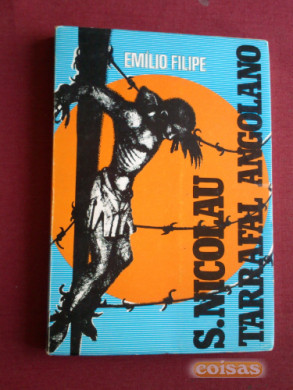 EMILIO FILIPE
S. NICOLAU
TARRAFAL ANGOLANO
coisas